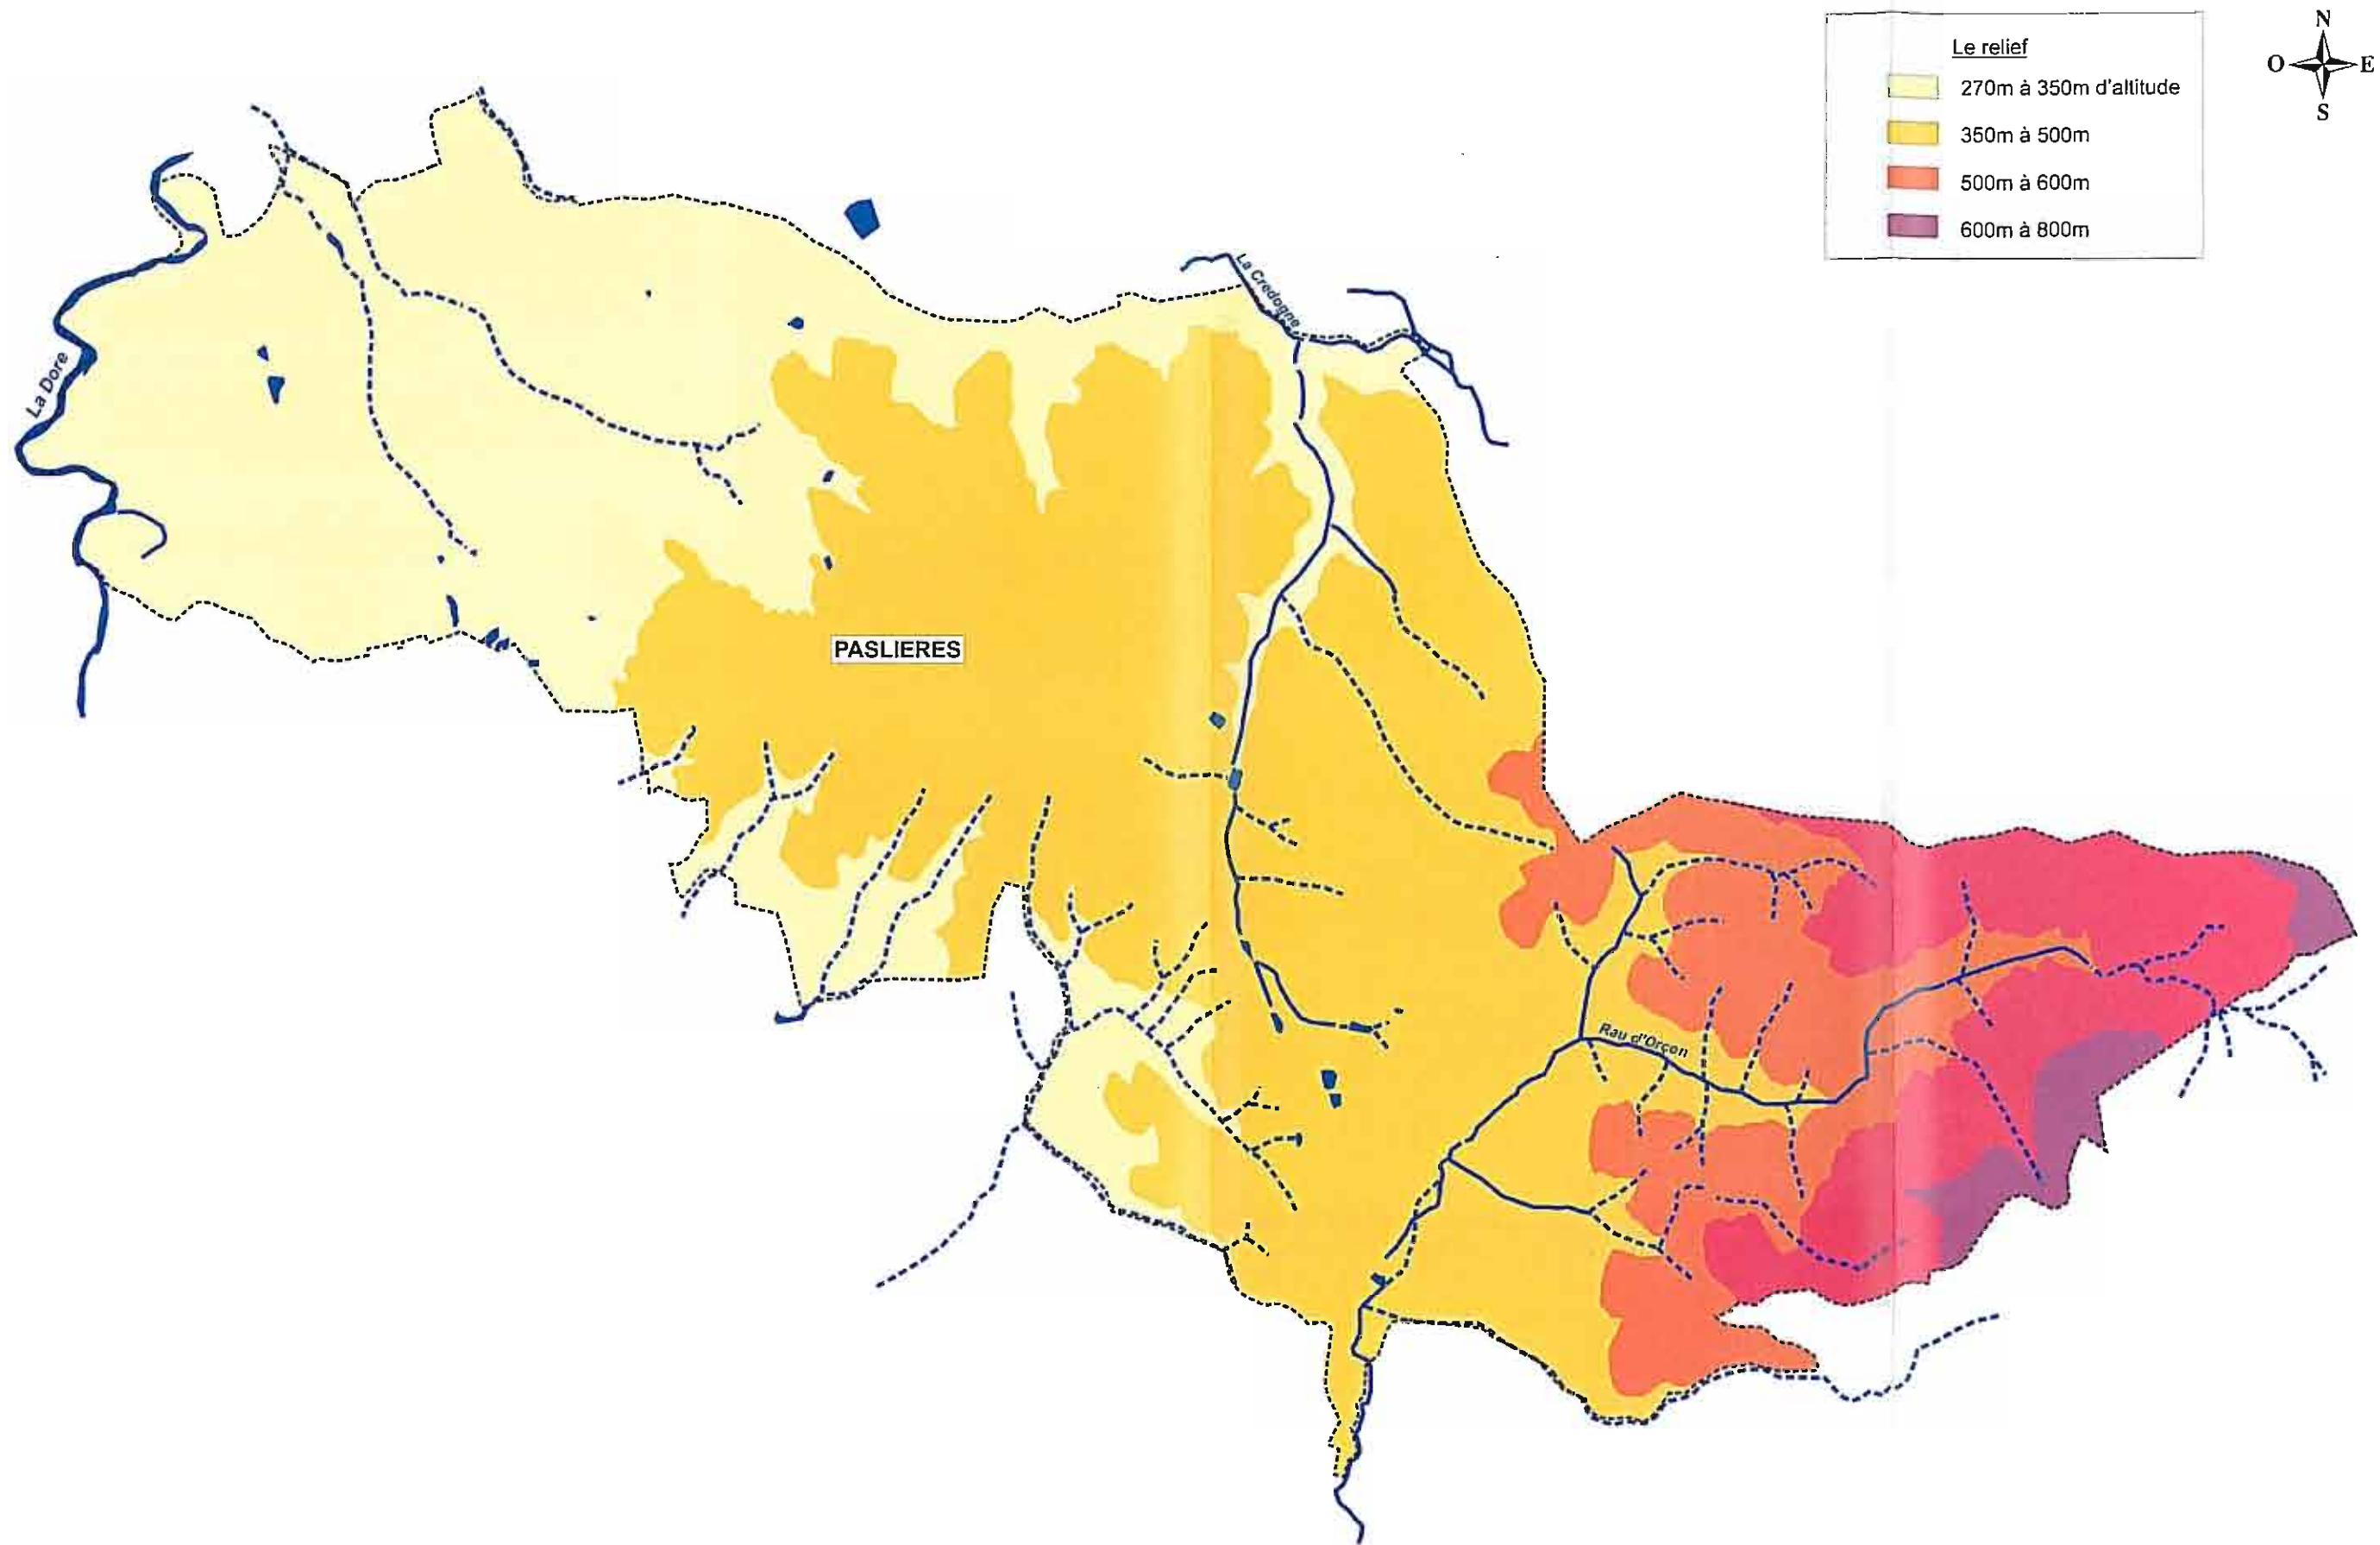 Le relief
270m à 350m d'altitude
350m à 500m
500m à 600m
600m à 800m
N
O
E
S
La Credogne
La Dore
PASLIERES
Rau d'Orcon